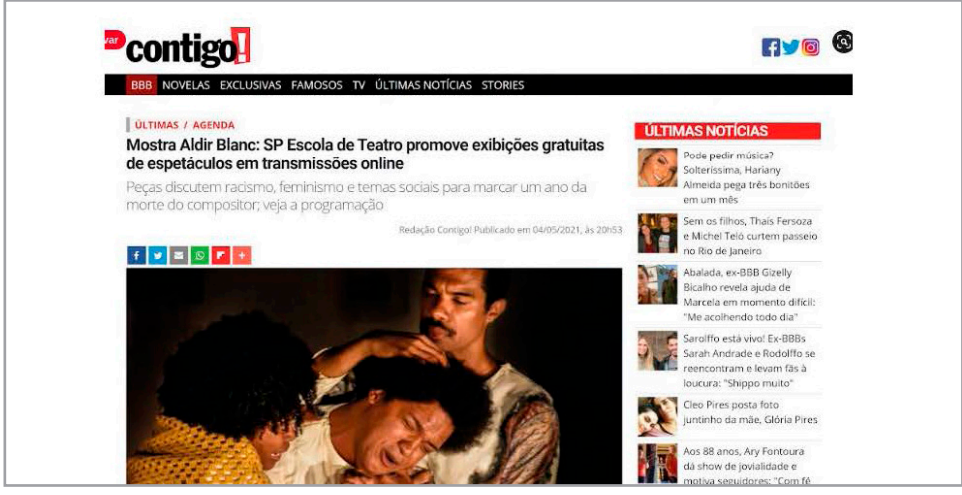 var
contigo!
BBB NOVELAS EXCLUSIVAS FAMOSOS TV ÚLTIMAS NOTÍCIAS STORIES
ÚLTIMAS / AGENDA
Mostra Aldir Blanc: SP Escola de Teatro promove exibições gratuitas
de espetáculos em transmissões online
Peças discutem racismo, feminismo e temas sociais para marcar um ano da
morte do compositor; veja a programação
Redação Contigo! Publicado em 04/05/2021, às 20h53
ÚLTIMAS NOTÍCIAS
Pode pedir música?
Solteríssima, Hariany
Almeida pega três bonitões
em um mês
Sem os filhos, Thais Fersoza
e Michel Teló curtem passeio
no Rio de Janeiro
Abalada, ex-BBB Gizelly
Bicalho revela ajuda de
Marcela em momento difícil:
"Me acolhendo todo dia"
Sarolffo está vivo! Ex-BBBs
Sarah Andrade e Rodolffo se
reencontram e levam fãs à
loucura: "Shippo muito"
Cleo Pires posta foto
juntinho da mãe, Glória Pires
Aos 88 anos, Ary Fontoura
dá show de jovialidade e
motiva seguidores: "Com fé